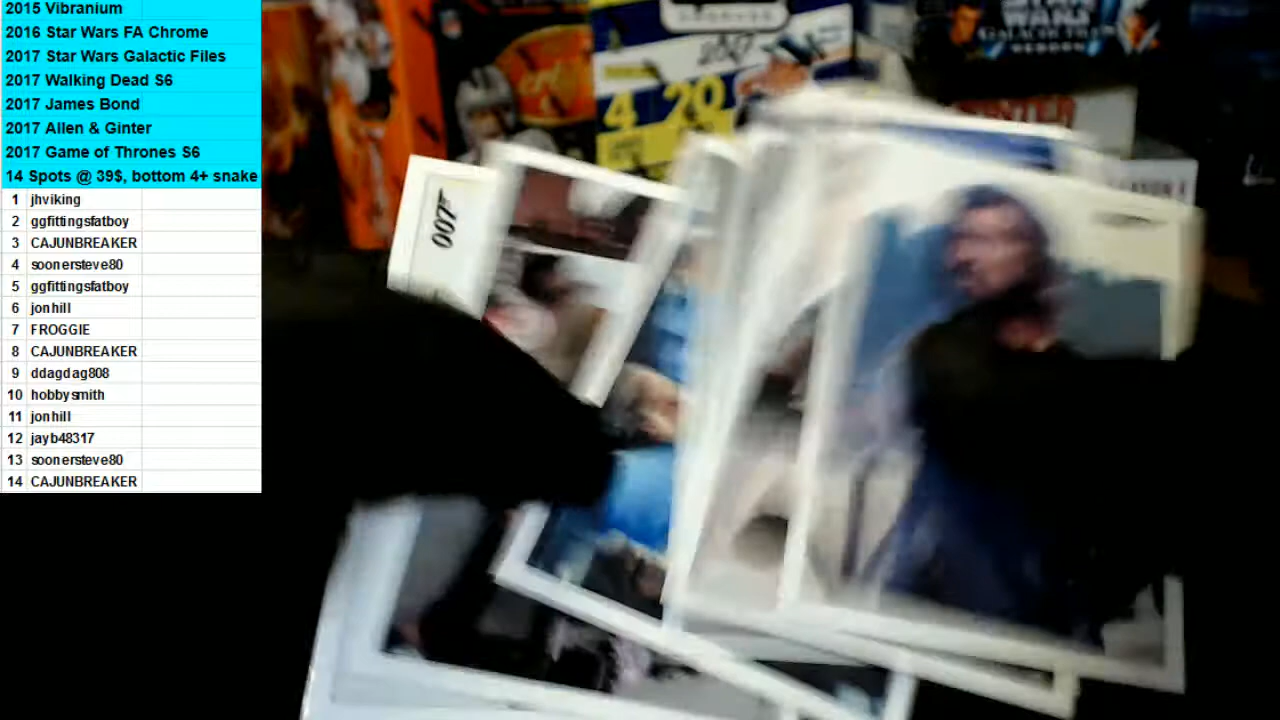 2015 Vibranium
2016 Star Wars FA Chrome
2017 Star Wars Galactic Files
2017 Walking Dead S6
2017 James Bond
2017 Allen & Ginter
2017 Game of Thrones S6
14 Spots @ 39$, bottom 4+ snake
1 jhviking
2 ggfittingsfatboy
3 CAJUNBREAKER
4 soonersteve80
5 ggfittingsfatboy
6 jonhill
7 FROGGIE
8 CAJUNBREAKER
9 ddagdag808
10 hobbysmith
11 jonhill
12 jayb48317
13 soonersteve80
14 CAJUNBREAKER
4 20
WARS
007